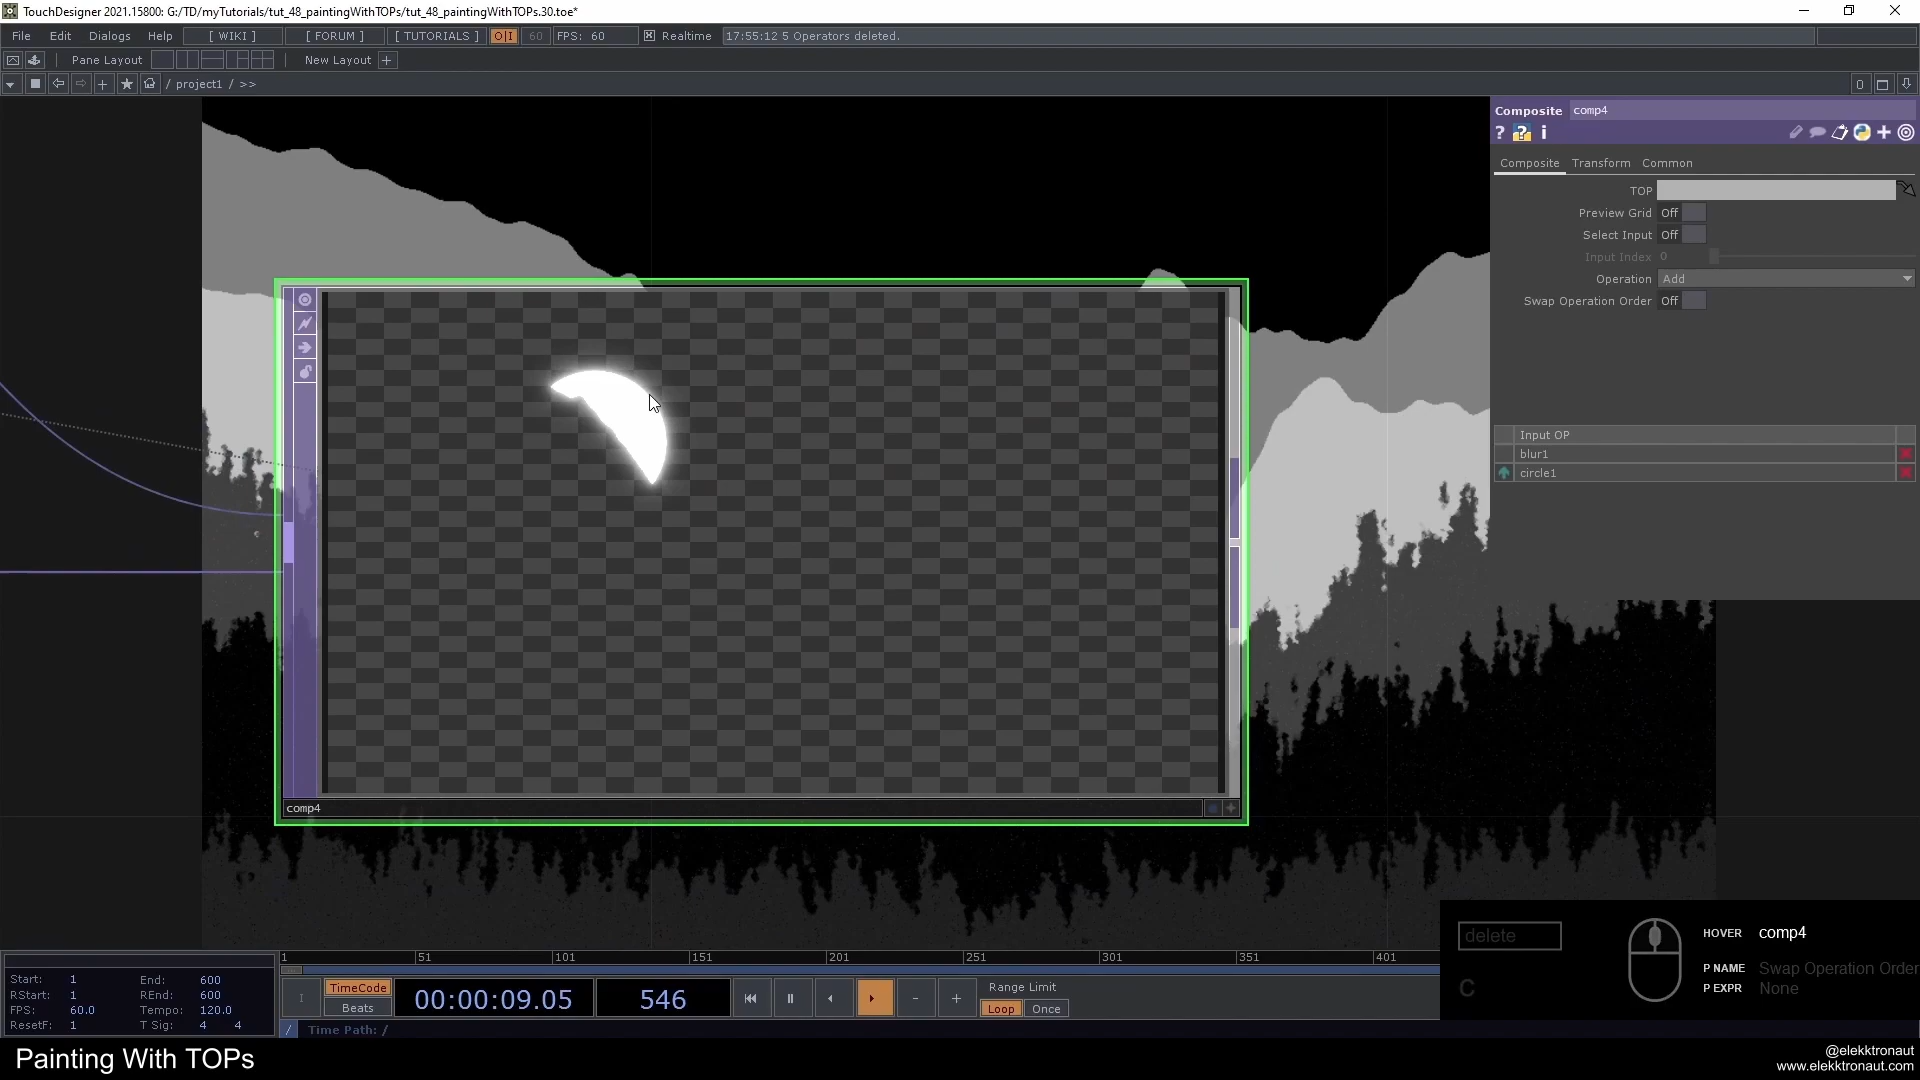 TouchDesigner 2021.15800: G:/TD/myTutorials/tut_48_paintingWithTOPs/tut_48_paintingWithTOPs.30.toe*
File Edit Dialogs Help [ WIKI ] [ FORUM ] [ TUTORIALS ] O|I 60 FPS: 60 Realtime 17:55:12 5 Operators deleted.
Pane Layout New Layout +
/ project1 / >> 0
Composite comp4
? ? i
Composite Transform Common
TOP
Preview Grid Off
Select Input Off
Input Index 0
Operation Add
Swap Operation Order Off
Input OP
blur1
circle1
comp4
delete
C
HOVER comp4
P NAME Swap Operation Order
P EXPR None
1 51 101 151 201 251 301 351 401
Start: 1 End: 600
RStart: 1 REnd: 600
FPS: 60.0 Tempo: 120.0
ResetF: 1 T Sig: 4 4
I TimeCode
Beats
00:00:09.05 546
- +
Range Limit
Loop Once
/ Time Path: /
Painting With TOPs
@elekktronaut
www.elekktronaut.com